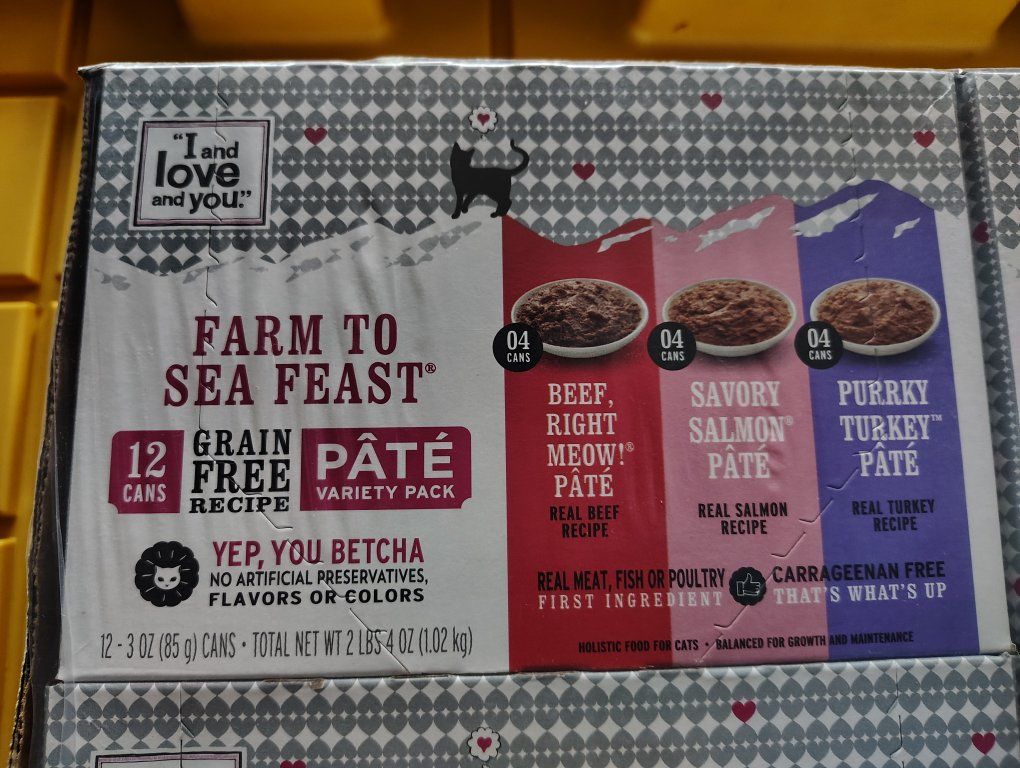 “I and
love
and you.”
FARM TO
SEA FEAST®
12
CANS
GRAIN
FREE
RECIPE
PÂTÉ
VARIETY PACK
YEP, YOU BETCHA
NO ARTIFICIAL PRESERVATIVES,
FLAVORS OR COLORS
12 - 3 OZ (85 g) CANS • TOTAL NET WT 2 LBS 4 OZ (1.02 kg)
04
CANS
BEEF,
RIGHT
MEOW!®
PÂTÉ
REAL BEEF
RECIPE
04
CANS
SAVORY
SALMON®
PÂTÉ
REAL SALMON
RECIPE
04
CANS
PURRKY
TURKEY™
PÂTÉ
REAL TURKEY
RECIPE
REAL MEAT, FISH OR POULTRY
FIRST INGREDIENT
CARRAGEENAN FREE
THAT'S WHAT'S UP
HOLISTIC FOOD FOR CATS • BALANCED FOR GROWTH AND MAINTENANCE